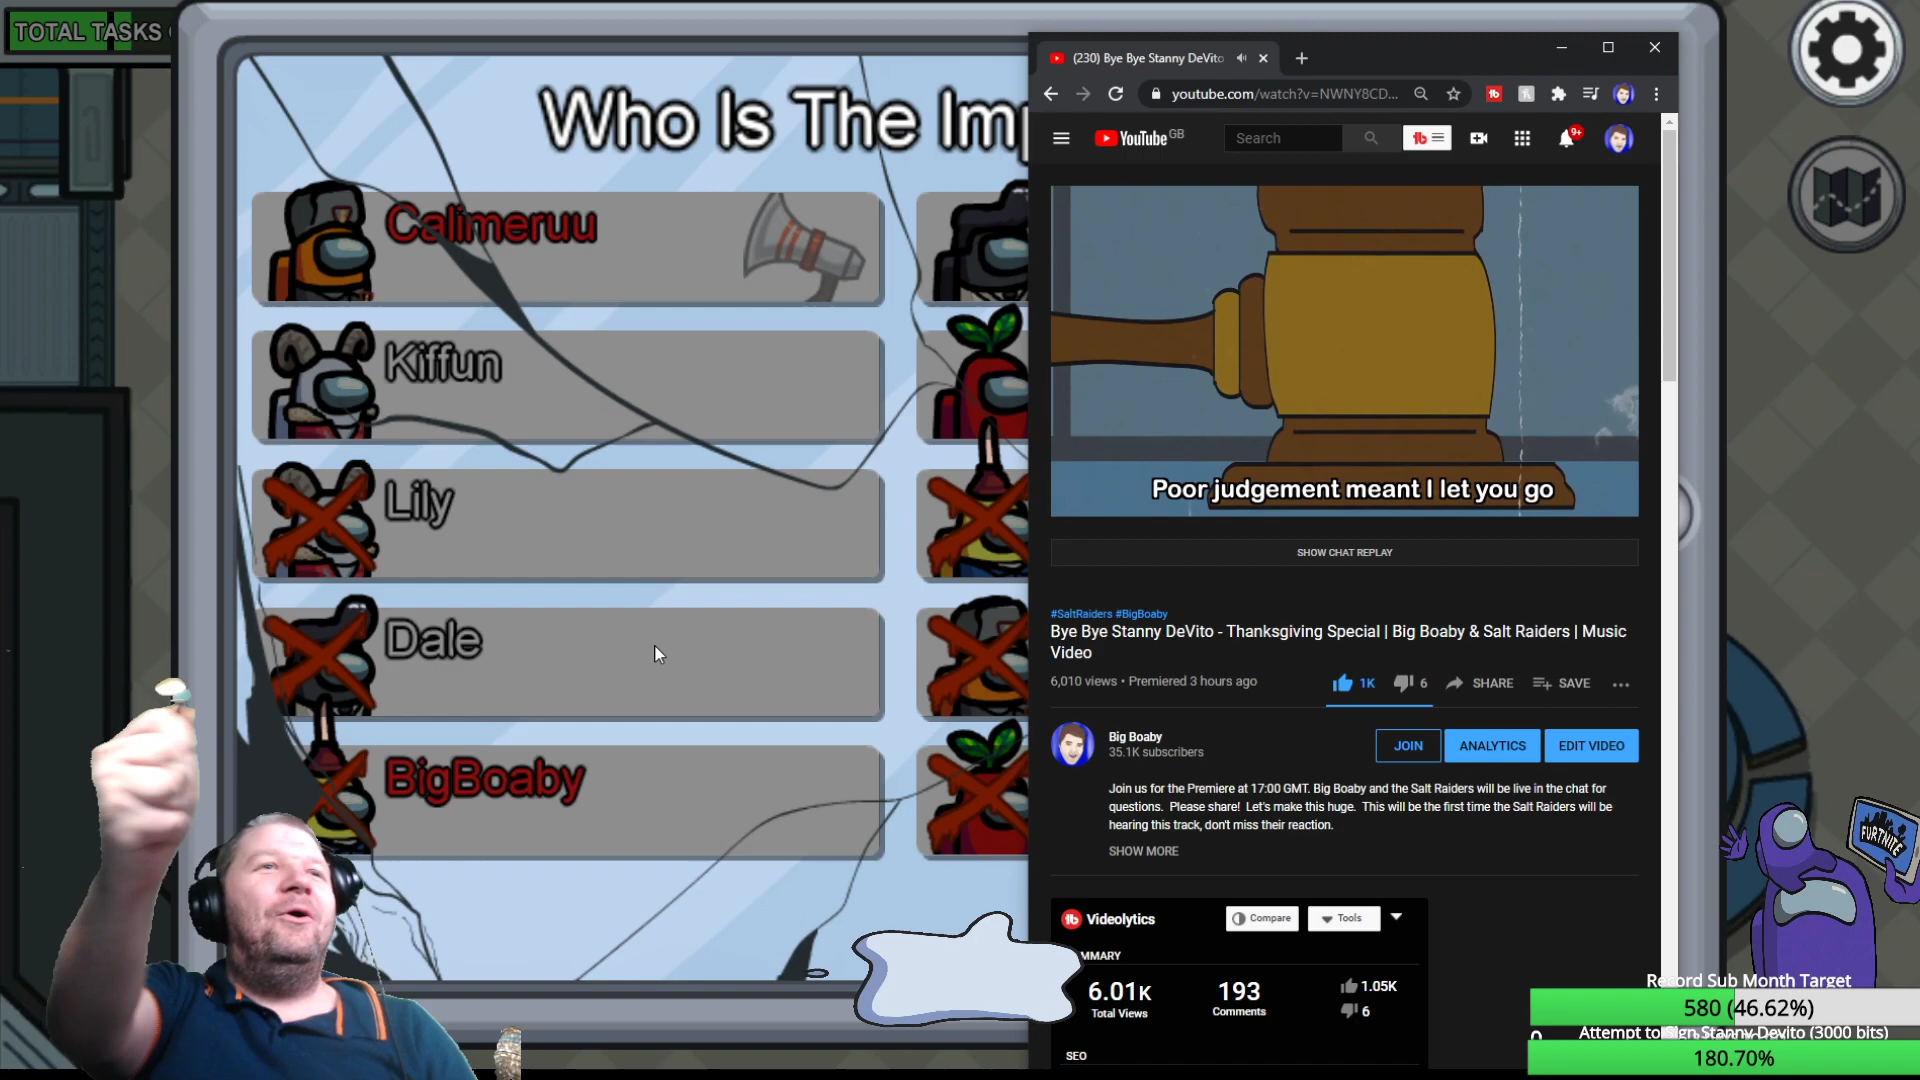 TOTAL TASKS
Who Is The Imp
Calimeruu
Kiffun
Lily
Dale
BigBoaby
(230) Bye Bye Stanny DeVito
youtube.com/watch?v=NWNY8CD...
YouTube GB
Search
tb
9+
Poor judgement meant I let you go
SHOW CHAT REPLAY
#SaltRaiders #BigBoaby
Bye Bye Stanny DeVito - Thanksgiving Special | Big Boaby & Salt Raiders | Music
Video
6,010 views • Premiered 3 hours ago
1K
6
SHARE
SAVE
Big Boaby
35.1K subscribers
JOIN
ANALYTICS
EDIT VIDEO
Join us for the Premiere at 17:00 GMT. Big Boaby and the Salt Raiders will be live in the chat for
questions. Please share! Let's make this huge. This will be the first time the Salt Raiders will be
hearing this track, don't miss their reaction.
SHOW MORE
tb Videolytics
Compare
Tools
MMARY
6.01K
Total Views
193
Comments
1.05K
6
SEO
FURTNITE
Record Sub Month Target
580 (46.62%)
Attempt to Sign Stanny Devito (3000 bits)
180.70%